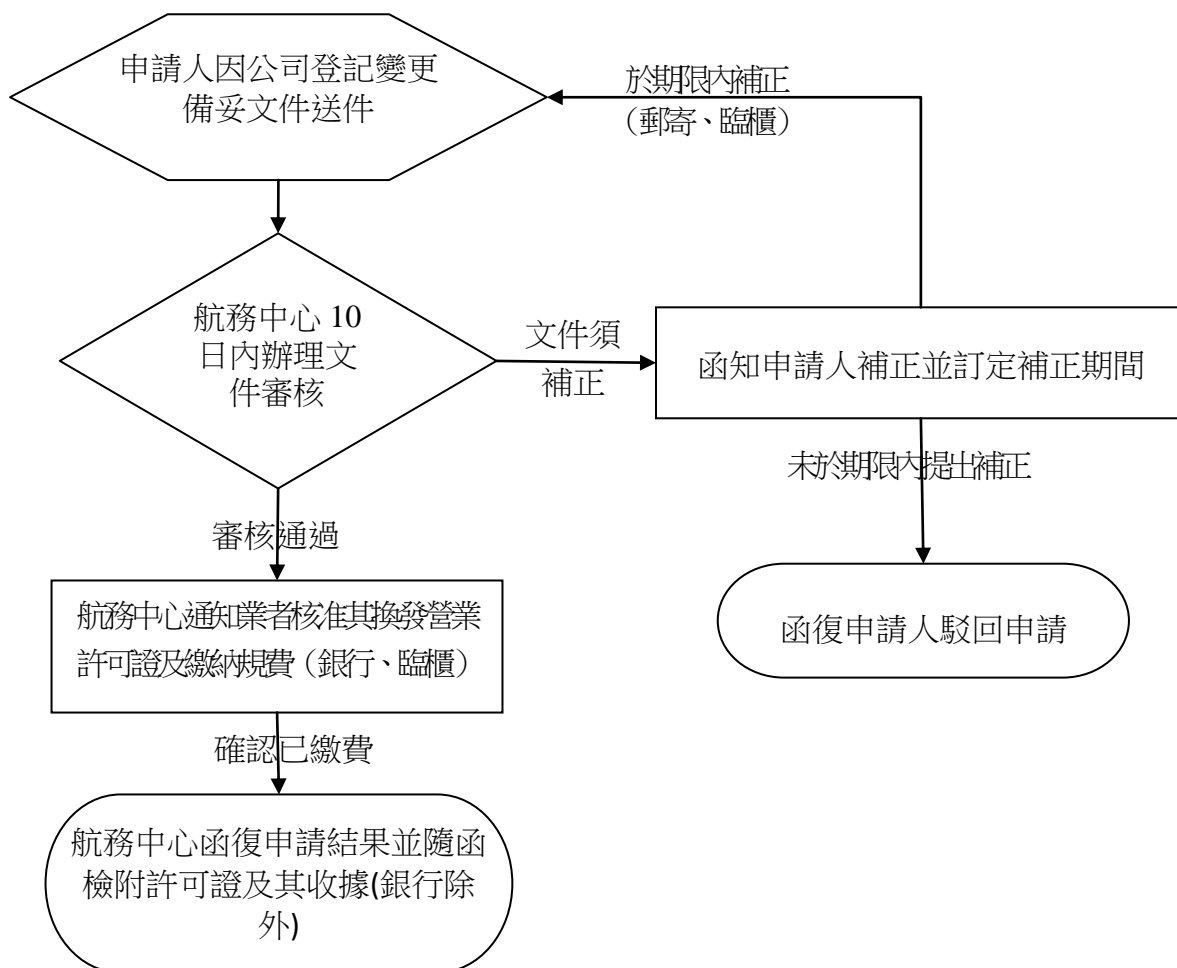 申請人因公司登記變更
備妥文件送件
於期限內補正
（郵寄、臨櫃）
航務中心 10
日內辦理文
件審核
文件須
補正
函知申請人補正並訂定補正期間
未於期限內提出補正
函復申請人駁回申請
審核通過
航務中心通知業者核准其換發營業
許可證及繳納規費（銀行、臨櫃）
確認已繳費
航務中心函復申請結果並隨函
檢附許可證及其收據(銀行除
外)